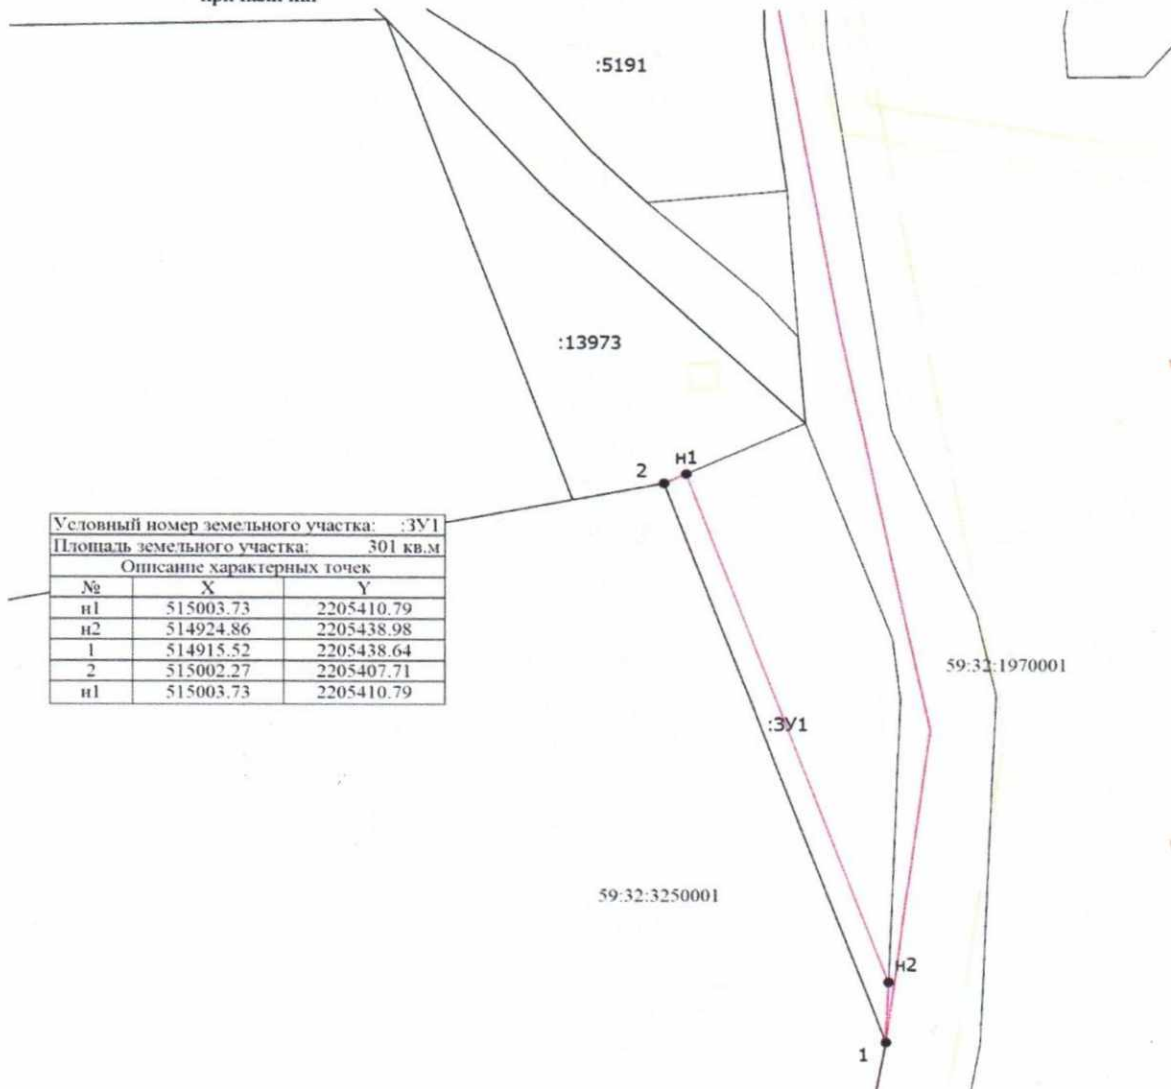 :5191
:13973
н1
2
Условный номер земельного участка: :ЗУ1
Площадь земельного участка: 301 кв.м
Описание характерных точек
№ X Y
н1 515003.73 2205410.79
н2 514924.86 2205438.98
1 514915.52 2205438.64
2 515002.27 2205407.71
н1 515003.73 2205410.79
59:32:1970001
:ЗУ1
59:32:3250001
н2
1